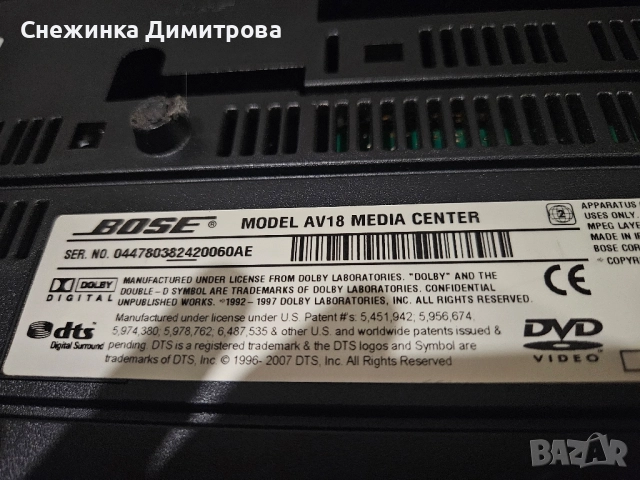 Снежинка Димитрова
BOSE ® MODEL AV18 MEDIA CENTER
SER. NO. 044780382420060AE
DOLBY
DIGITAL
MANUFACTURED UNDER LICENSE FROM DOLBY LABORATORIES. "DOLBY" AND THE
DOUBLE-D SYMBOL ARE TRADEMARKS OF DOLBY LABORATORIES. CONFIDENTIAL
UNPUBLISHED WORKS. ©1992-1997 DOLBY LABORATORIES, INC. ALL RIGHTS RESERVED.
dts
Digital Surround
Manufactured under license under U.S. Patent #'s: 5,451,942; 5,956,674;
5,974,380; 5,978,762; 6,487,535 & other U.S. and worldwide patents issued &
pending. DTS is a registered trademark & the DTS logos and Symbol are
trademarks of DTS, Inc. © 1996-2007 DTS, Inc. All Rights Reserved.
CE
DVD
VIDEO
2
APPARATUS
USES ONLY.
MPEG LAYE
MADE IN
BOSE COR
COPYR
BAZAR